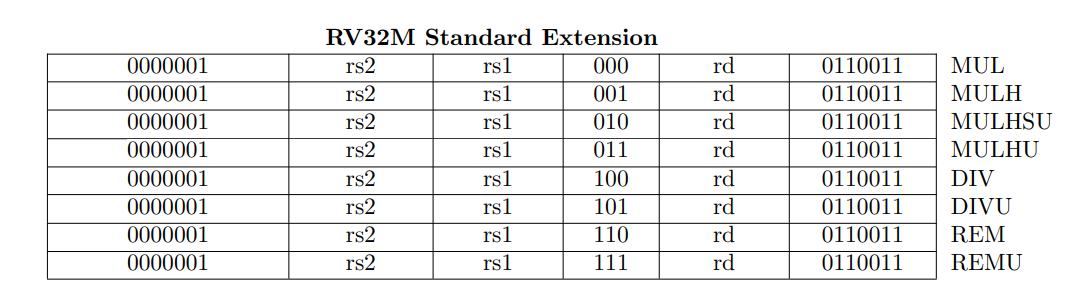 RV32M Standard Extension
0000001 rs2 rs1 000 rd 0110011 MUL
0000001 rs2 rs1 001 rd 0110011 MULH
0000001 rs2 rs1 010 rd 0110011 MULHSU
0000001 rs2 rs1 011 rd 0110011 MULHU
0000001 rs2 rs1 100 rd 0110011 DIV
0000001 rs2 rs1 101 rd 0110011 DIVU
0000001 rs2 rs1 110 rd 0110011 REM
0000001 rs2 rs1 111 rd 0110011 REMU